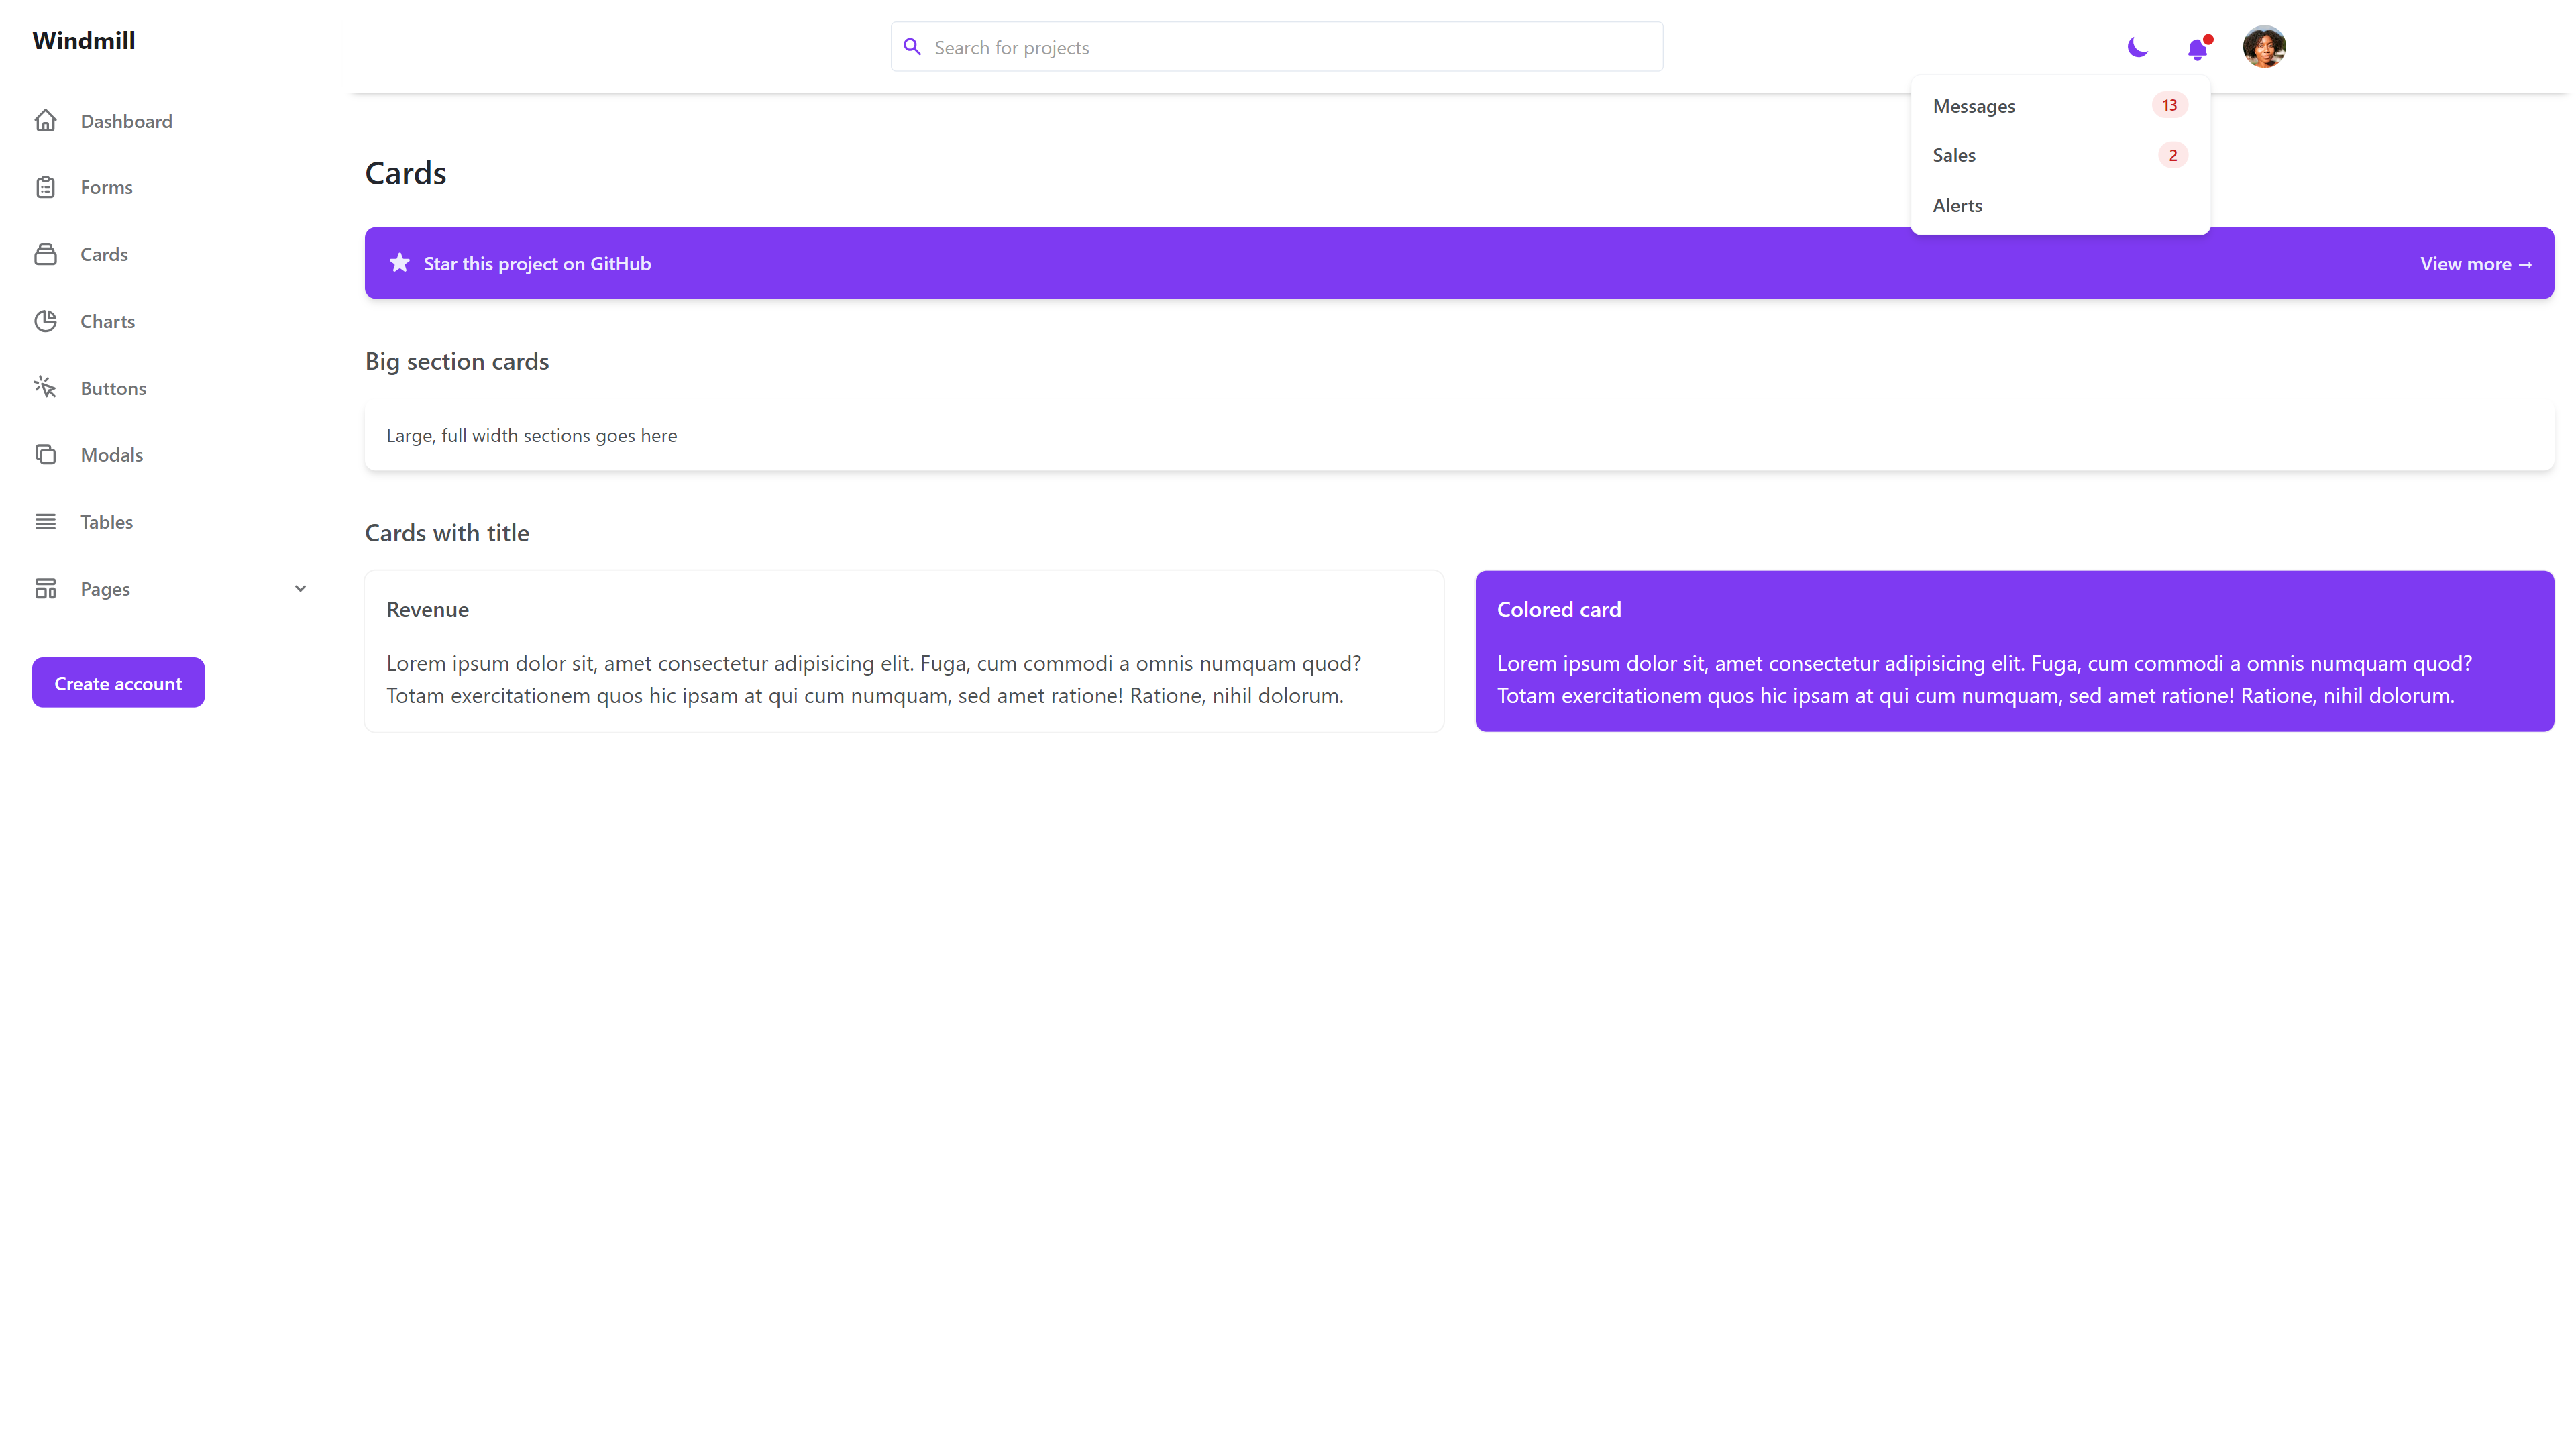 Windmill
Dashboard
Forms
Cards
Charts
Buttons
Modals
Tables
Pages
Create account
Search for projects
Messages 13
Sales 2
Alerts
Cards
Star this project on GitHub
View more →
Big section cards
Large, full width sections goes here
Cards with title
Revenue
Lorem ipsum dolor sit, amet consectetur adipisicing elit. Fuga, cum commodi a omnis numquam quod?
Totam exercitationem quos hic ipsam at qui cum numquam, sed amet ratione! Ratione, nihil dolorum.
Colored card
Lorem ipsum dolor sit, amet consectetur adipisicing elit. Fuga, cum commodi a omnis numquam quod?
Totam exercitationem quos hic ipsam at qui cum numquam, sed amet ratione! Ratione, nihil dolorum.